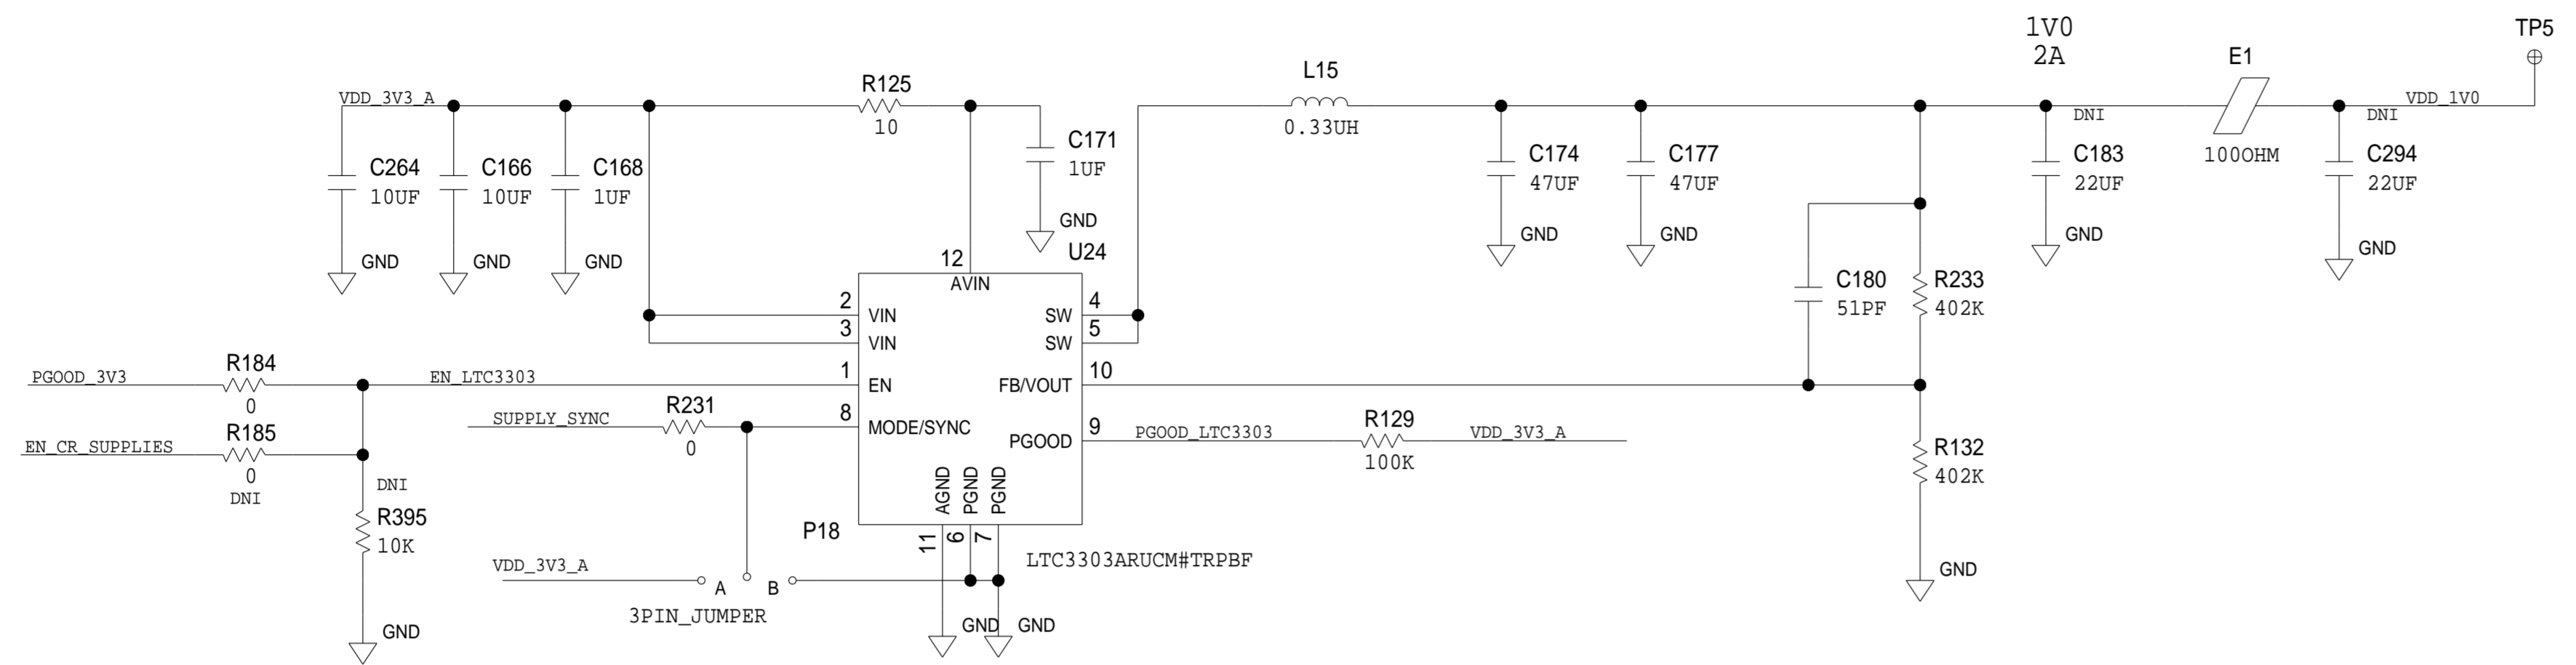 1V0
2A
TP5
E1
L15
R125
VDD_3V3_A
10
0.33UH
DNI
100OHM
DNI
VDD_1V0
C264
10UF
C166
10UF
C168
1UF
C171
1UF
C174
47UF
C177
47UF
C183
22UF
C294
22UF
GND
GND
GND
GND
GND
GND
GND
GND
U24
12
AVIN
2
VIN
3
VIN
4
SW
5
SW
C180
51PF
R233
402K
PGOOD_3V3
R184
0
EN_LTC3303
1
EN
FB/VOUT
10
EN_CR_SUPPLIES
R185
0
DNI
SUPPLY_SYNC
R231
0
8
MODE/SYNC
PGOOD
9
PGOOD_LTC3303
R129
100K
VDD_3V3_A
R132
402K
DNI
R395
10K
GND
AGND
PGND
PGND
11
6
7
P18
LTC3303ARUCM#TRPBF
VDD_3V3_A
A
B
3PIN_JUMPER
GND
GND
GND